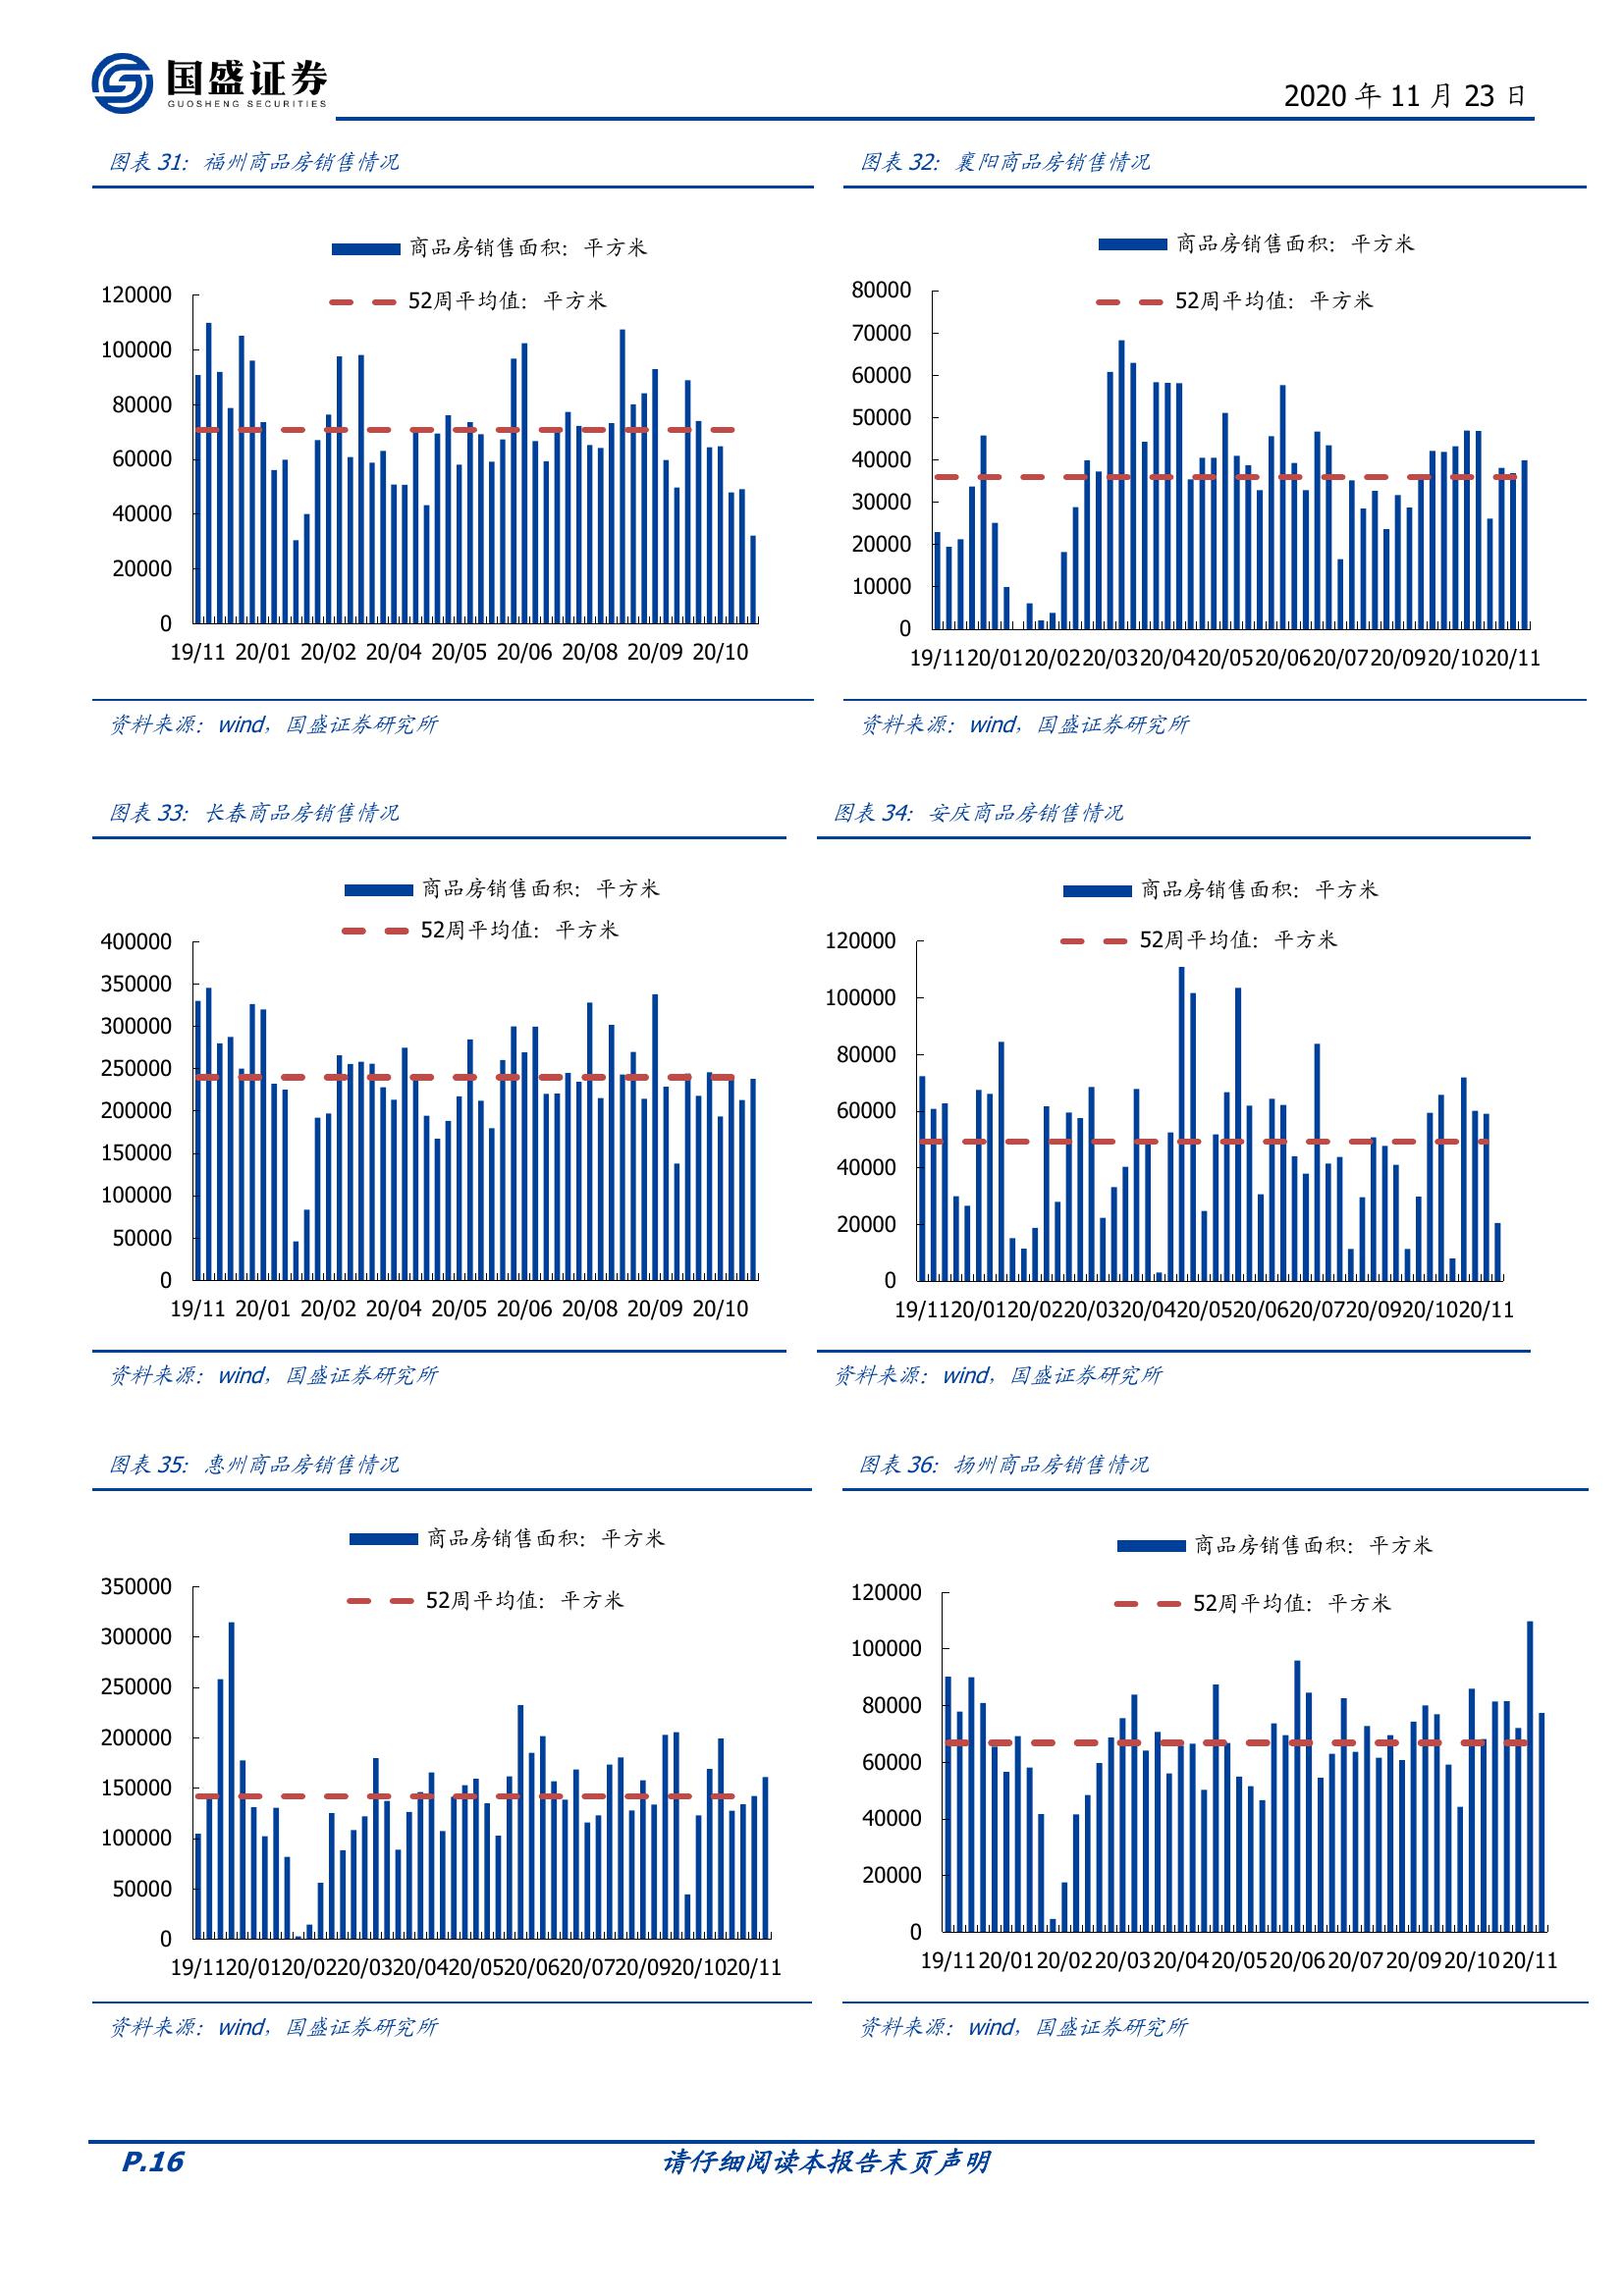 国盛证券
GUOSHENG SECURITIES
2020 年 11 月 23 日
图表 31：福州商品房销售情况
商品房销售面积：平方米
52周平均值：平方米
120000
100000
80000
60000
40000
20000
0
19/11 20/01 20/02 20/04 20/05 20/06 20/08 20/09 20/10
资料来源：wind，国盛证券研究所
图表 32：襄阳商品房销售情况
商品房销售面积：平方米
52周平均值：平方米
80000
70000
60000
50000
40000
30000
20000
10000
0
19/11 20/01 20/02 20/03 20/04 20/05 20/06 20/07 20/09 20/10 20/11
资料来源：wind，国盛证券研究所
图表 33：长春商品房销售情况
商品房销售面积：平方米
52周平均值：平方米
400000
350000
300000
250000
200000
150000
100000
50000
0
19/11 20/01 20/02 20/04 20/05 20/06 20/08 20/09 20/10
资料来源：wind，国盛证券研究所
图表 34：安庆商品房销售情况
商品房销售面积：平方米
52周平均值：平方米
120000
100000
80000
60000
40000
20000
0
19/11 20/01 20/02 20/03 20/04 20/05 20/06 20/07 20/09 20/10 20/11
资料来源：wind，国盛证券研究所
图表 35：惠州商品房销售情况
商品房销售面积：平方米
52周平均值：平方米
350000
300000
250000
200000
150000
100000
50000
0
19/11 20/01 20/02 20/03 20/04 20/05 20/06 20/07 20/09 20/10 20/11
资料来源：wind，国盛证券研究所
图表 36：扬州商品房销售情况
商品房销售面积：平方米
52周平均值：平方米
120000
100000
80000
60000
40000
20000
0
19/11 20/01 20/02 20/03 20/04 20/05 20/06 20/07 20/09 20/10 20/11
资料来源：wind，国盛证券研究所
P.16
请仔细阅读本报告末页声明